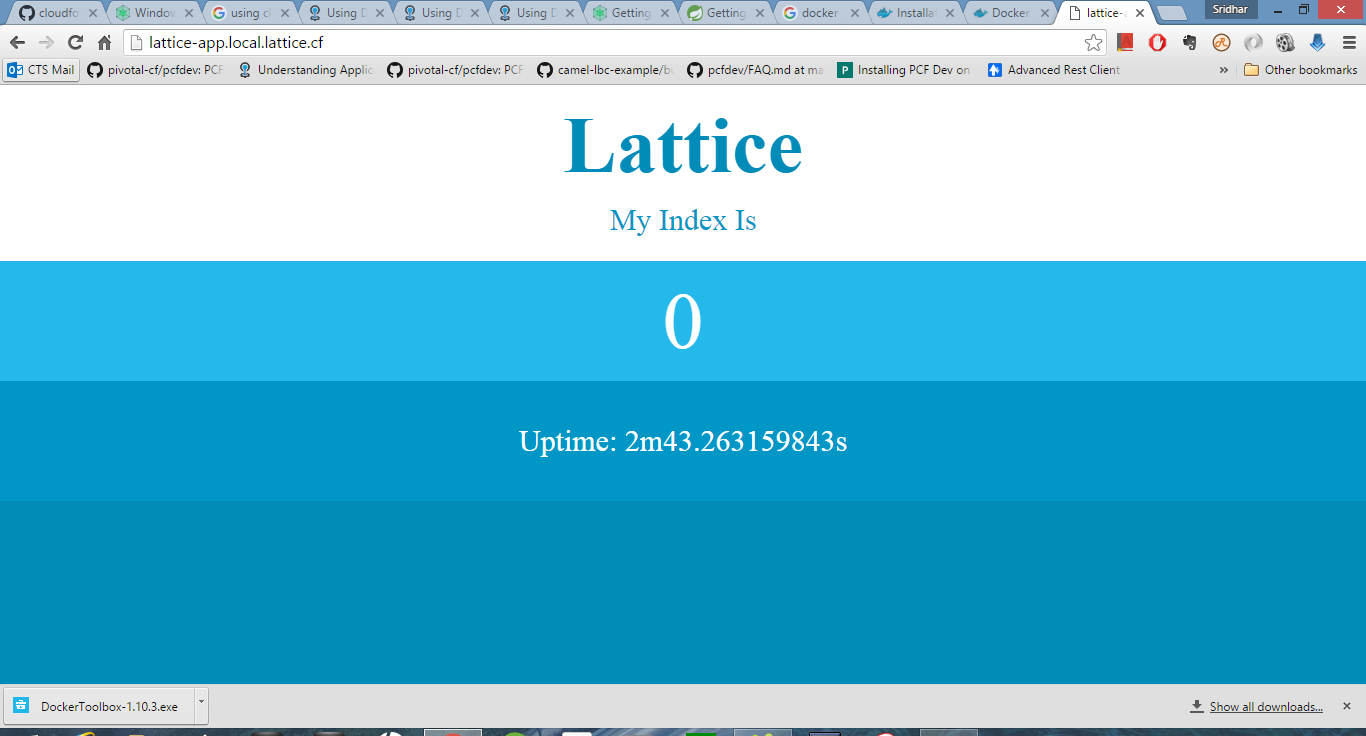 cloudfo Window using cl Using D Using D Using D Getting Getting docker Installa Docker lattice-a Sridhar
lattice-app.local.lattice.cf
CTS Mail pivotal-cf/pcfdev: PCF Understanding Applic pivotal-cf/pcfdev: PCF camel-lbc-example/bu pcfdev/FAQ.md at ma Installing PCF Dev on Advanced Rest Client » Other bookmarks
Lattice
My Index Is
0
Uptime: 2m43.263159843s
DockerToolbox-1.10.3.exe Show all downloads...